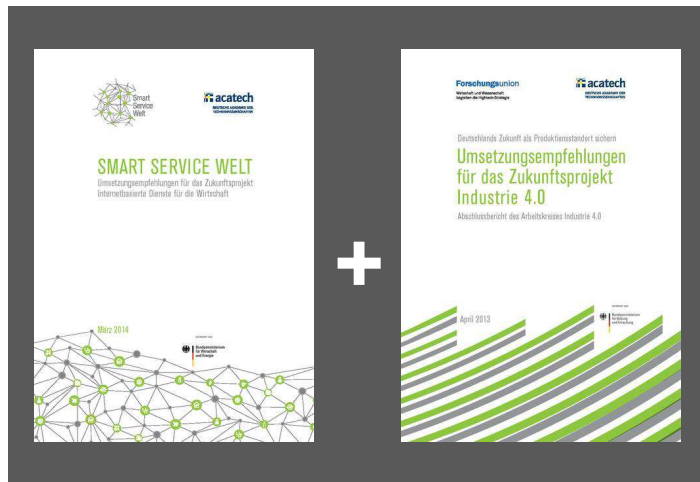 Smart
Service
Welt
acatech
DEUTSCHE AKADEMIE DER
TECHNIKWISSENSCHAFTEN
SMART SERVICE WELT
Umsetzungsempfehlungen für das Zukunftsprojekt
Internetbasierte Dienste für die Wirtschaft
März 2014
Bundesministerium
für Wirtschaft
und Energie
+
Forschungsunion
Wirtschaft und Wissenschaft
begleiten die Hightech-Strategie
acatech
DEUTSCHE AKADEMIE DER
TECHNIKWISSENSCHAFTEN
Deutschlands Zukunft als Produktionsstandort sichern
Umsetzungsempfehlungen
für das Zukunftsprojekt
Industrie 4.0
Abschlussbericht des Arbeitskreises Industrie 4.0
April 2013
Bundesministerium
für Bildung
und Forschung